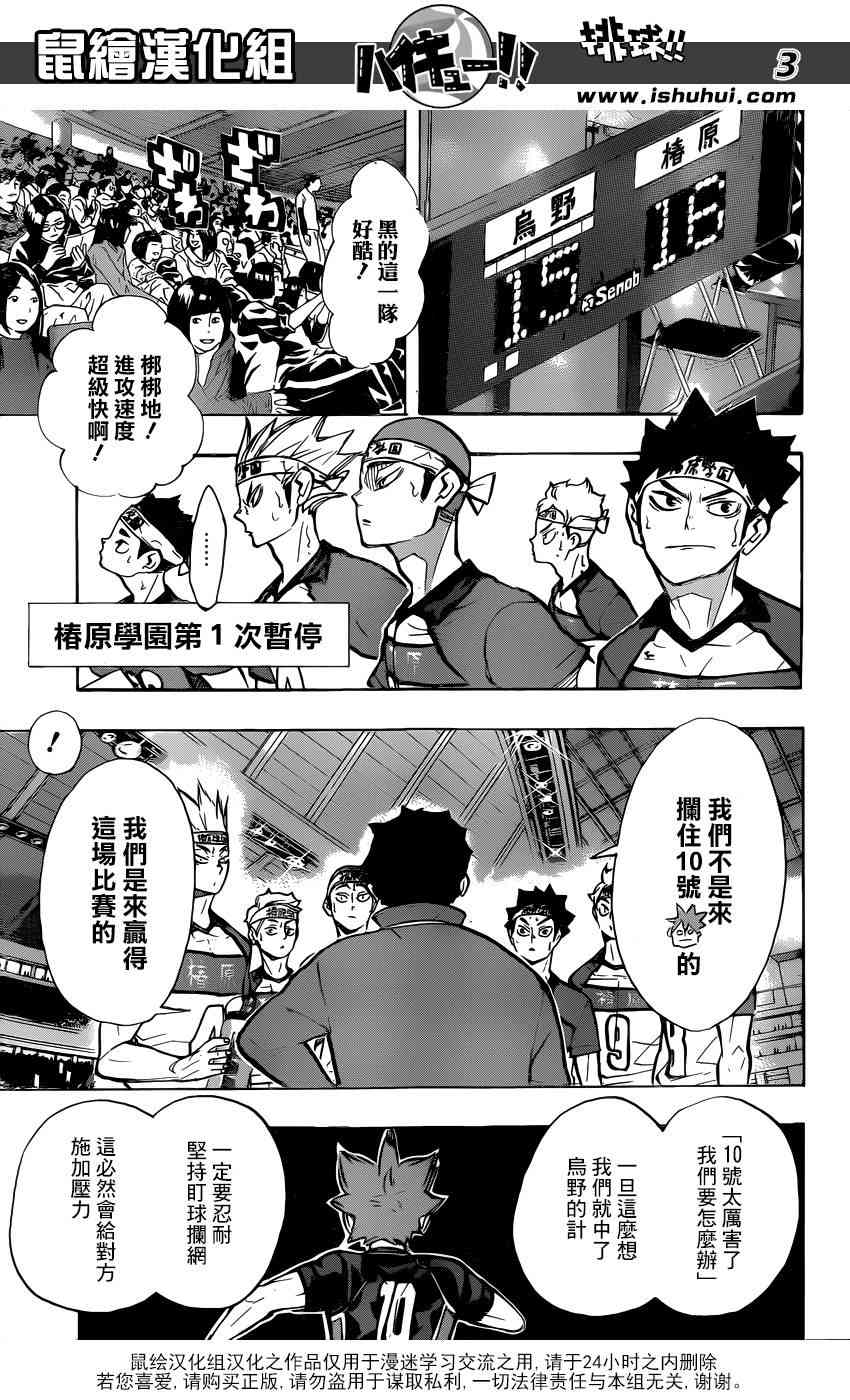 鼠繪漢化組
ハイキュー!!
排球!!
3
www.ishuhui.com
椿原
烏野
15
16
Senoh
ざわ
ざわ
黑的這一隊
好酷！
梆梆地！
進攻速度
超級快啊！
椿原學園
……
椿原學園第1次暫停
我們不是來
攔住10號
的
！
我們是來贏得
這場比賽的
椿原
椿原
9
「10號太厲害了
我們要怎麼辦」
一旦這麼想
我們就中了
烏野的計
一定要忍耐
堅持盯球攔網
這必然會給對方
施加壓力
10
鼠绘汉化组汉化之作品仅用于漫迷学习交流之用, 请于24小时之内删除
若您喜爱, 请购买正版, 请勿盗用于谋取私利, 一切法律责任与本组无关, 谢谢。